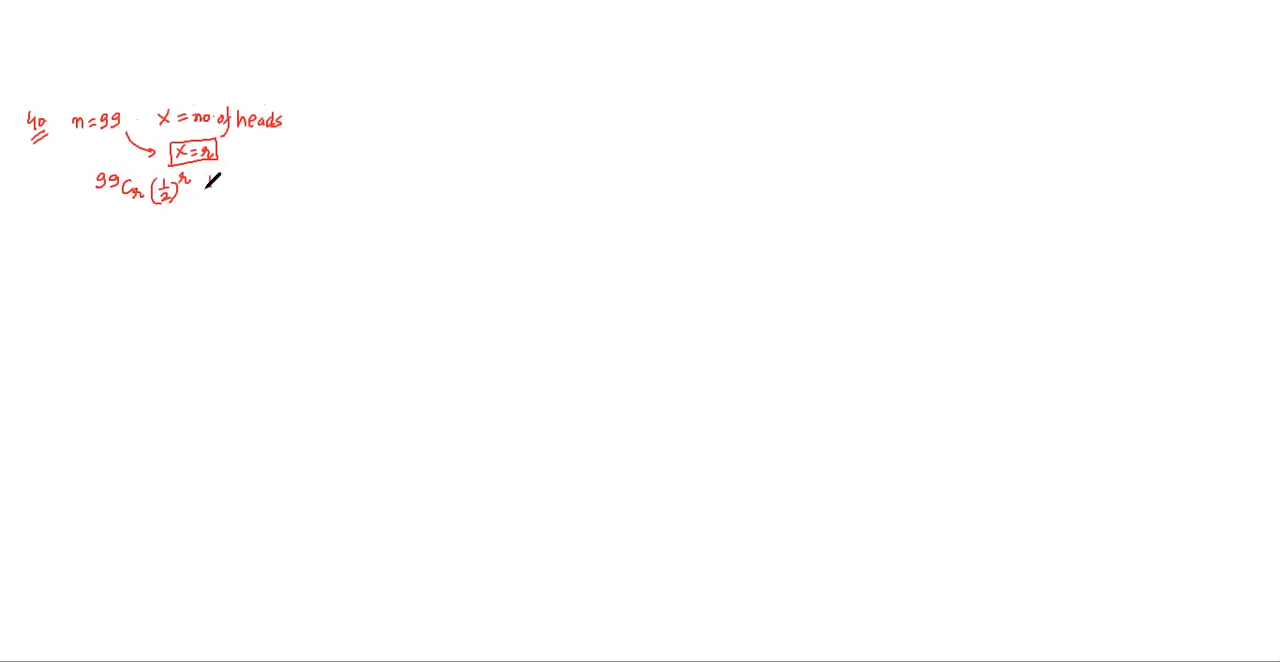 40 n=99 X = no. of heads
X=r
⁹⁹Cᵣ (1/2)ʳ